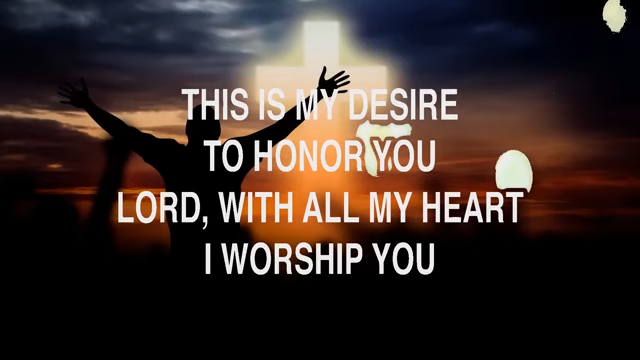 THIS IS MY DESIRE
TO HONOR YOU
LORD, WITH ALL MY HEART
I WORSHIP YOU